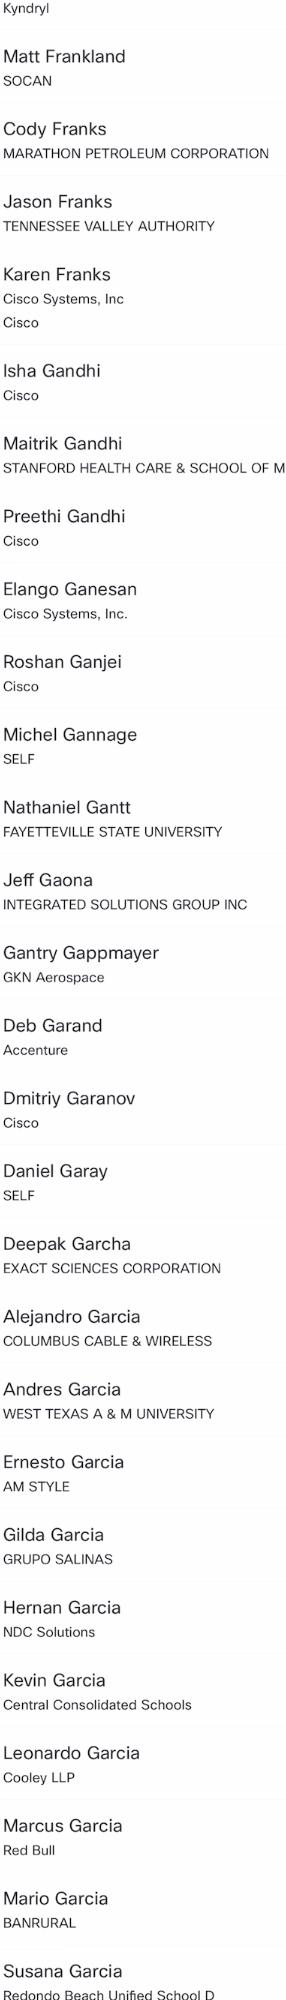 Kyndryl
Matt Frankland
SOCAN
Cody Franks
MARATHON PETROLEUM CORPORATION
Jason Franks
TENNESSEE VALLEY AUTHORITY
Karen Franks
Cisco Systems, Inc
Cisco
Isha Gandhi
Cisco
Maitrik Gandhi
STANFORD HEALTH CARE & SCHOOL OF M
Preethi Gandhi
Cisco
Elango Ganesan
Cisco Systems, Inc.
Roshan Ganjei
Cisco
Michel Gannage
SELF
Nathaniel Gantt
FAYETTEVILLE STATE UNIVERSITY
Jeff Gaona
INTEGRATED SOLUTIONS GROUP INC
Gantry Gappmayer
GKN Aerospace
Deb Garand
Accenture
Dmitriy Garanov
Cisco
Daniel Garay
SELF
Deepak Garcha
EXACT SCIENCES CORPORATION
Alejandro Garcia
COLUMBUS CABLE & WIRELESS
Andres Garcia
WEST TEXAS A & M UNIVERSITY
Ernesto Garcia
AM STYLE
Gilda Garcia
GRUPO SALINAS
Hernan Garcia
NDC Solutions
Kevin Garcia
Central Consolidated Schools
Leonardo Garcia
Cooley LLP
Marcus Garcia
Red Bull
Mario Garcia
BANRURAL
Susana Garcia
Redondo Beach Unified School D